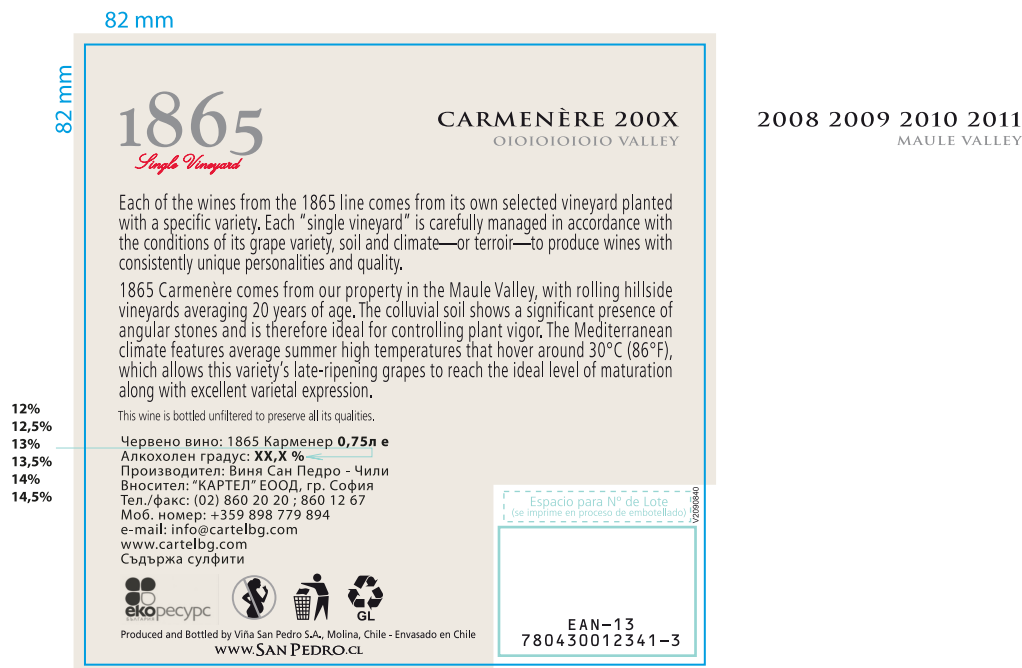 82 mm
82 mm
1865
Single Vineyard
CARMENÈRE 200X
OIOIOIOIOIO VALLEY
2008 2009 2010 2011
MAULE VALLEY
Each of the wines from the 1865 line comes from its own selected vineyard planted
with a specific variety. Each “single vineyard” is carefully managed in accordance with
the conditions of its grape variety, soil and climate—or terroir—to produce wines with
consistently unique personalities and quality.
1865 Carmenère comes from our property in the Maule Valley, with rolling hillside
vineyards averaging 20 years of age. The colluvial soil shows a significant presence of
angular stones and is therefore ideal for controlling plant vigor. The Mediterranean
climate features average summer high temperatures that hover around 30°C (86°F),
which allows this variety’s late-ripening grapes to reach the ideal level of maturation
along with excellent varietal expression.
This wine is bottled unfiltered to preserve all its qualities.
12%
12,5%
13%
13,5%
14%
14,5%
Червено вино: 1865 Карменер 0,75л е
Алкохолен градус: XX,X %
Производител: Виня Сан Педро - Чили
Вносител: “КАРТЕЛ” ЕООД, гр. София
Тел./факс: (02) 860 20 20 ; 860 12 67
Моб. номер: +359 898 779 894
e-mail: info@cartelbg.com
www.cartelbg.com
Съдържа сулфити
екоресурс
БЪЛГАРИЯ
GL
Produced and Bottled by Viña San Pedro S.A., Molina, Chile - Envasado en Chile
www.San Pedro.cl
Espacio para Nº de Lote
(se imprime en proceso de embotellado)
V2090840
EAN-13
780430012341-3